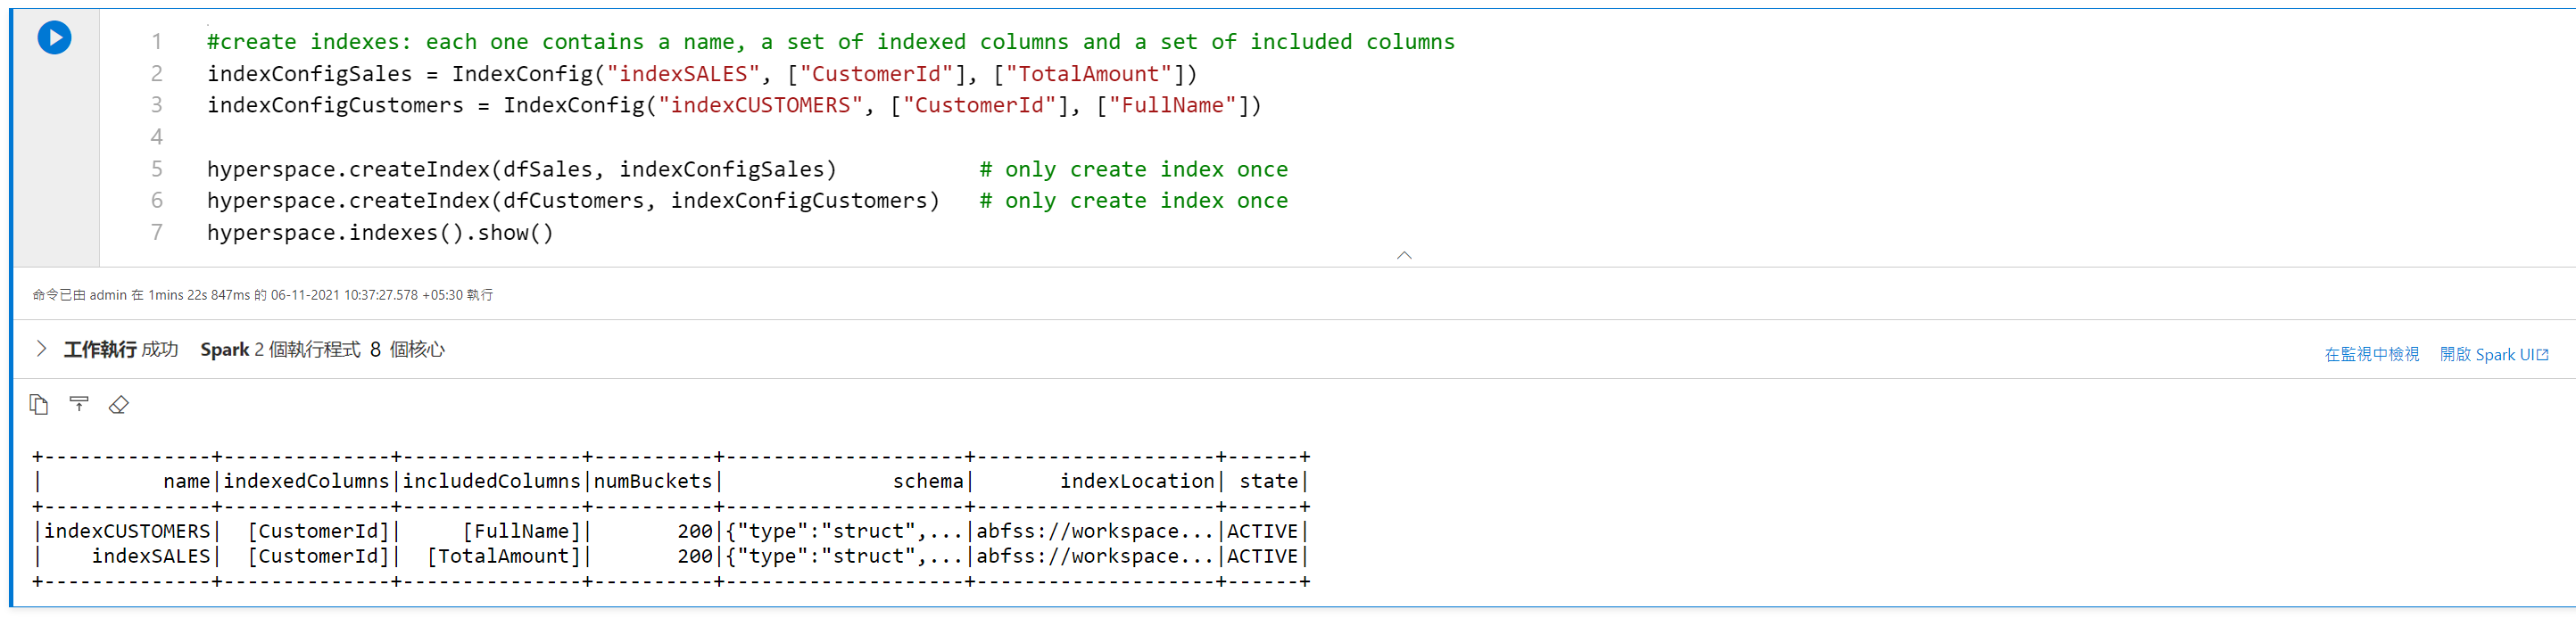 1 #create indexes: each one contains a name, a set of indexed columns and a set of included columns
2 indexConfigSales = IndexConfig("indexSALES", ["CustomerId"], ["TotalAmount"])
3 indexConfigCustomers = IndexConfig("indexCUSTOMERS", ["CustomerId"], ["FullName"])
4
5 hyperspace.createIndex(dfSales, indexConfigSales)           # only create index once
6 hyperspace.createIndex(dfCustomers, indexConfigCustomers)   # only create index once
7 hyperspace.indexes().show()
命令已由 admin 在 1mins 22s 847ms 的 06-11-2021 10:37:27.578 +05:30 執行
工作執行 成功 Spark 2 個執行程式 8 個核心 在監視中檢視 開啟 Spark UI
+--------------+--------------+---------------+----------+--------------------+--------------------+------+
|          name|indexedColumns|includedColumns|numBuckets|              schema|       indexLocation| state|
+--------------+--------------+---------------+----------+--------------------+--------------------+------+
|indexCUSTOMERS|  [CustomerId]|     [FullName]|       200|{"type":"struct",...|abfss://workspace...|ACTIVE|
|    indexSALES|  [CustomerId]|  [TotalAmount]|       200|{"type":"struct",...|abfss://workspace...|ACTIVE|
+--------------+--------------+---------------+----------+--------------------+--------------------+------+